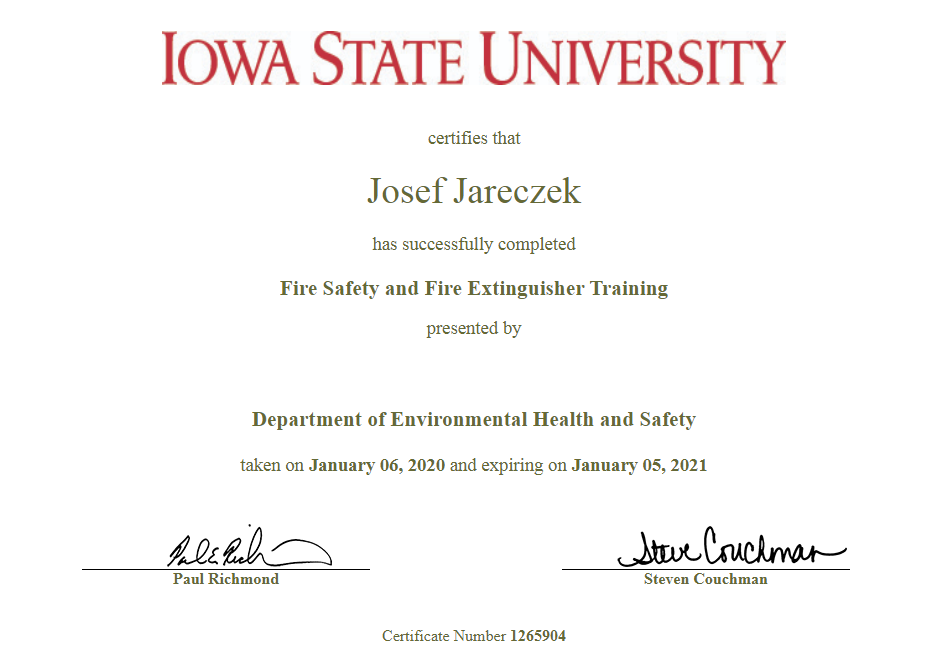 IOWA STATE UNIVERSITY
certifies that
Josef Jareczek
has successfully completed
Fire Safety and Fire Extinguisher Training
presented by
Department of Environmental Health and Safety
taken on January 06, 2020 and expiring on January 05, 2021
Paul E. Rich Steve Couchman
Paul Richmond Steven Couchman
Certificate Number 1265904